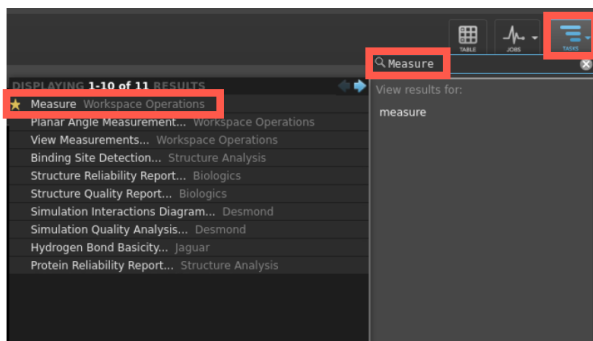 TABLE
JOBS
TASKS
Measure
DISPLAYING 1-10 of 11 RESULTS
Measure Workspace Operations
Planar Angle Measurement... Workspace Operations
View Measurements... Workspace Operations
Binding Site Detection... Structure Analysis
Structure Reliability Report... Biologics
Structure Quality Report... Biologics
Simulation Interactions Diagram... Desmond
Simulation Quality Analysis... Desmond
Hydrogen Bond Basicity... Jaguar
Protein Reliability Report... Structure Analysis
View results for:
measure